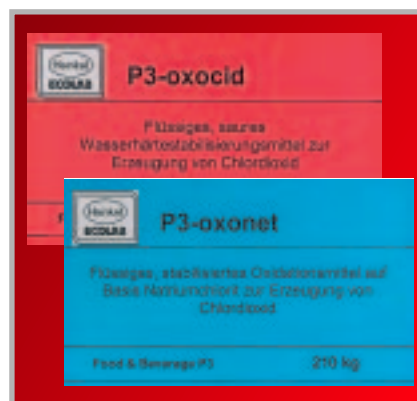 Henkel
ECOLAB
P3-oxocid
Flüssiges, saures
Wasserhärtestabilisierungsmittel zur
Erzeugung von Chlordioxid
F
Henkel
ECOLAB
P3-oxonet
Flüssiges, stabilisiertes Oxidationsmittel auf
Basis Natriumchlorit zur Erzeugung von
Chlordioxid
Food & Beverage P3 210 kg